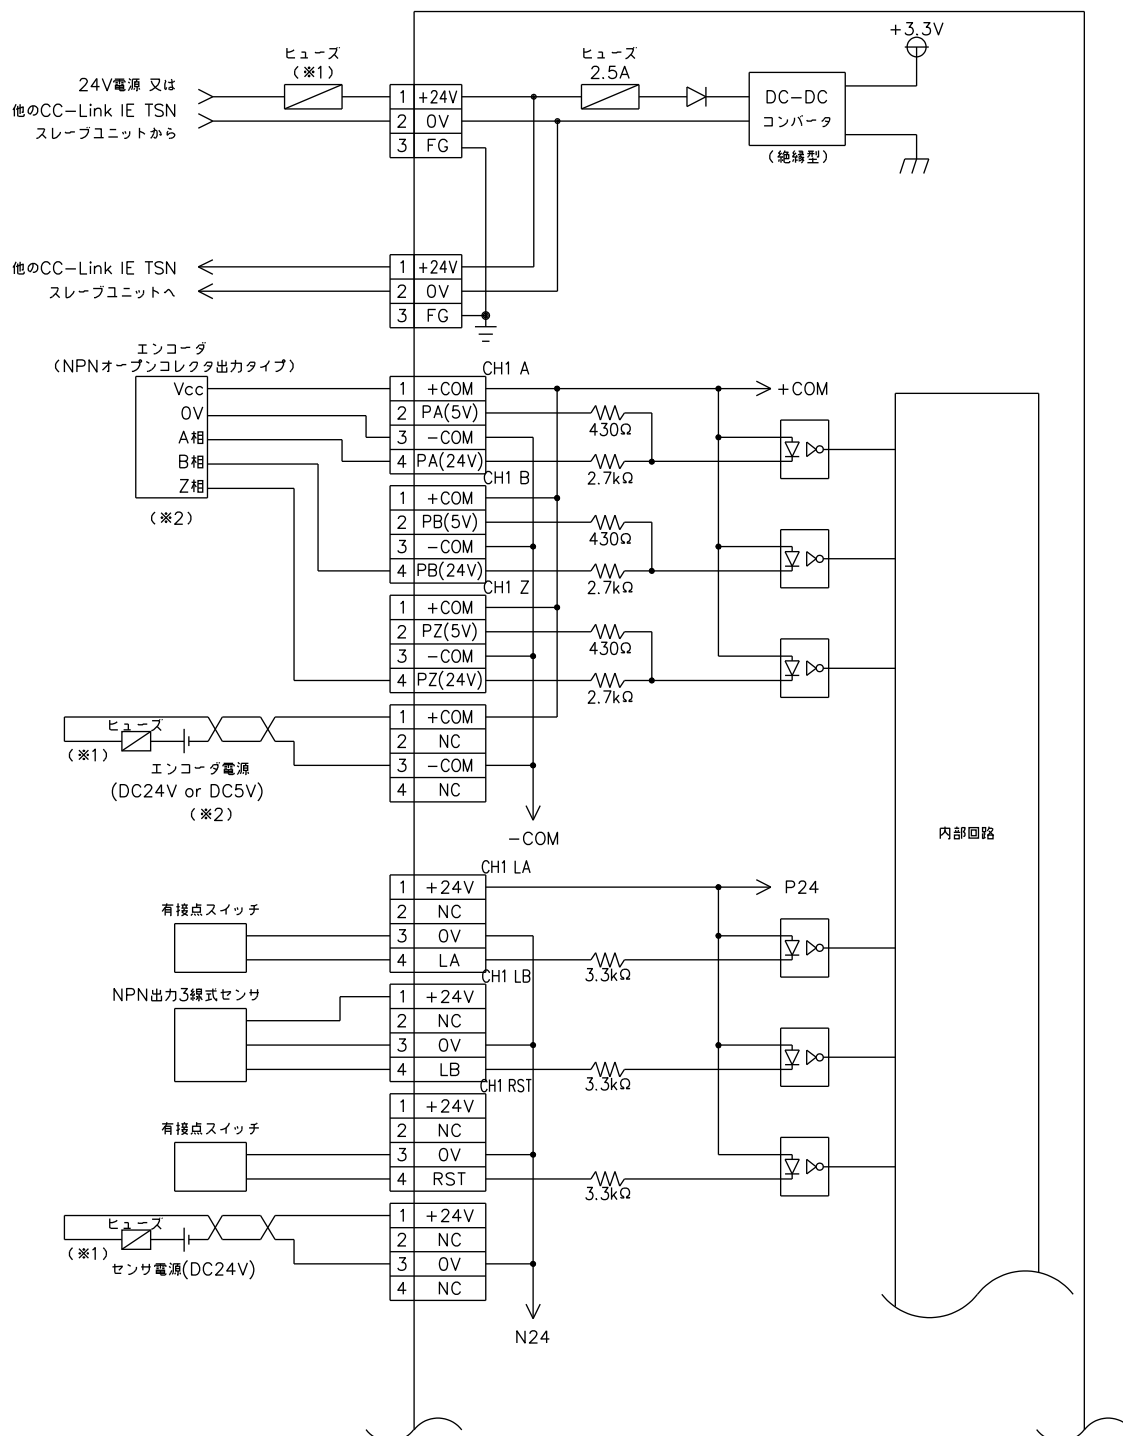 +3.3V
ヒューズ
(※1)
ヒューズ
2.5A
24V電源 又は
他のCC-Link IE TSN
スレーブユニットから
1 +24V
2 0V
3 FG
DC-DC
コンバータ
(絶縁型)
他のCC-Link IE TSN
スレーブユニットへ
1 +24V
2 0V
3 FG
エンコーダ
(NPNオープンコレクタ出力タイプ)
Vcc
0V
A相
B相
Z相
(※2)
CH1 A
1 +COM
2 PA(5V)
3 -COM
4 PA(24V)
430Ω
2.7kΩ
+COM
CH1 B
1 +COM
2 PB(5V)
3 -COM
4 PB(24V)
430Ω
2.7kΩ
CH1 Z
1 +COM
2 PZ(5V)
3 -COM
4 PZ(24V)
430Ω
2.7kΩ
ヒューズ
(※1)
エンコーダ電源
(DC24V or DC5V)
(※2)
1 +COM
2 NC
3 -COM
4 NC
-COM
内部回路
CH1 LA
1 +24V
2 NC
3 0V
4 LA
P24
有接点スイッチ
3.3kΩ
CH1 LB
NPN出力3線式センサ
1 +24V
2 NC
3 0V
4 LB
3.3kΩ
CH1 RST
1 +24V
2 NC
3 0V
4 RST
有接点スイッチ
3.3kΩ
ヒューズ
(※1)
センサ電源(DC24V)
1 +24V
2 NC
3 0V
4 NC
N24